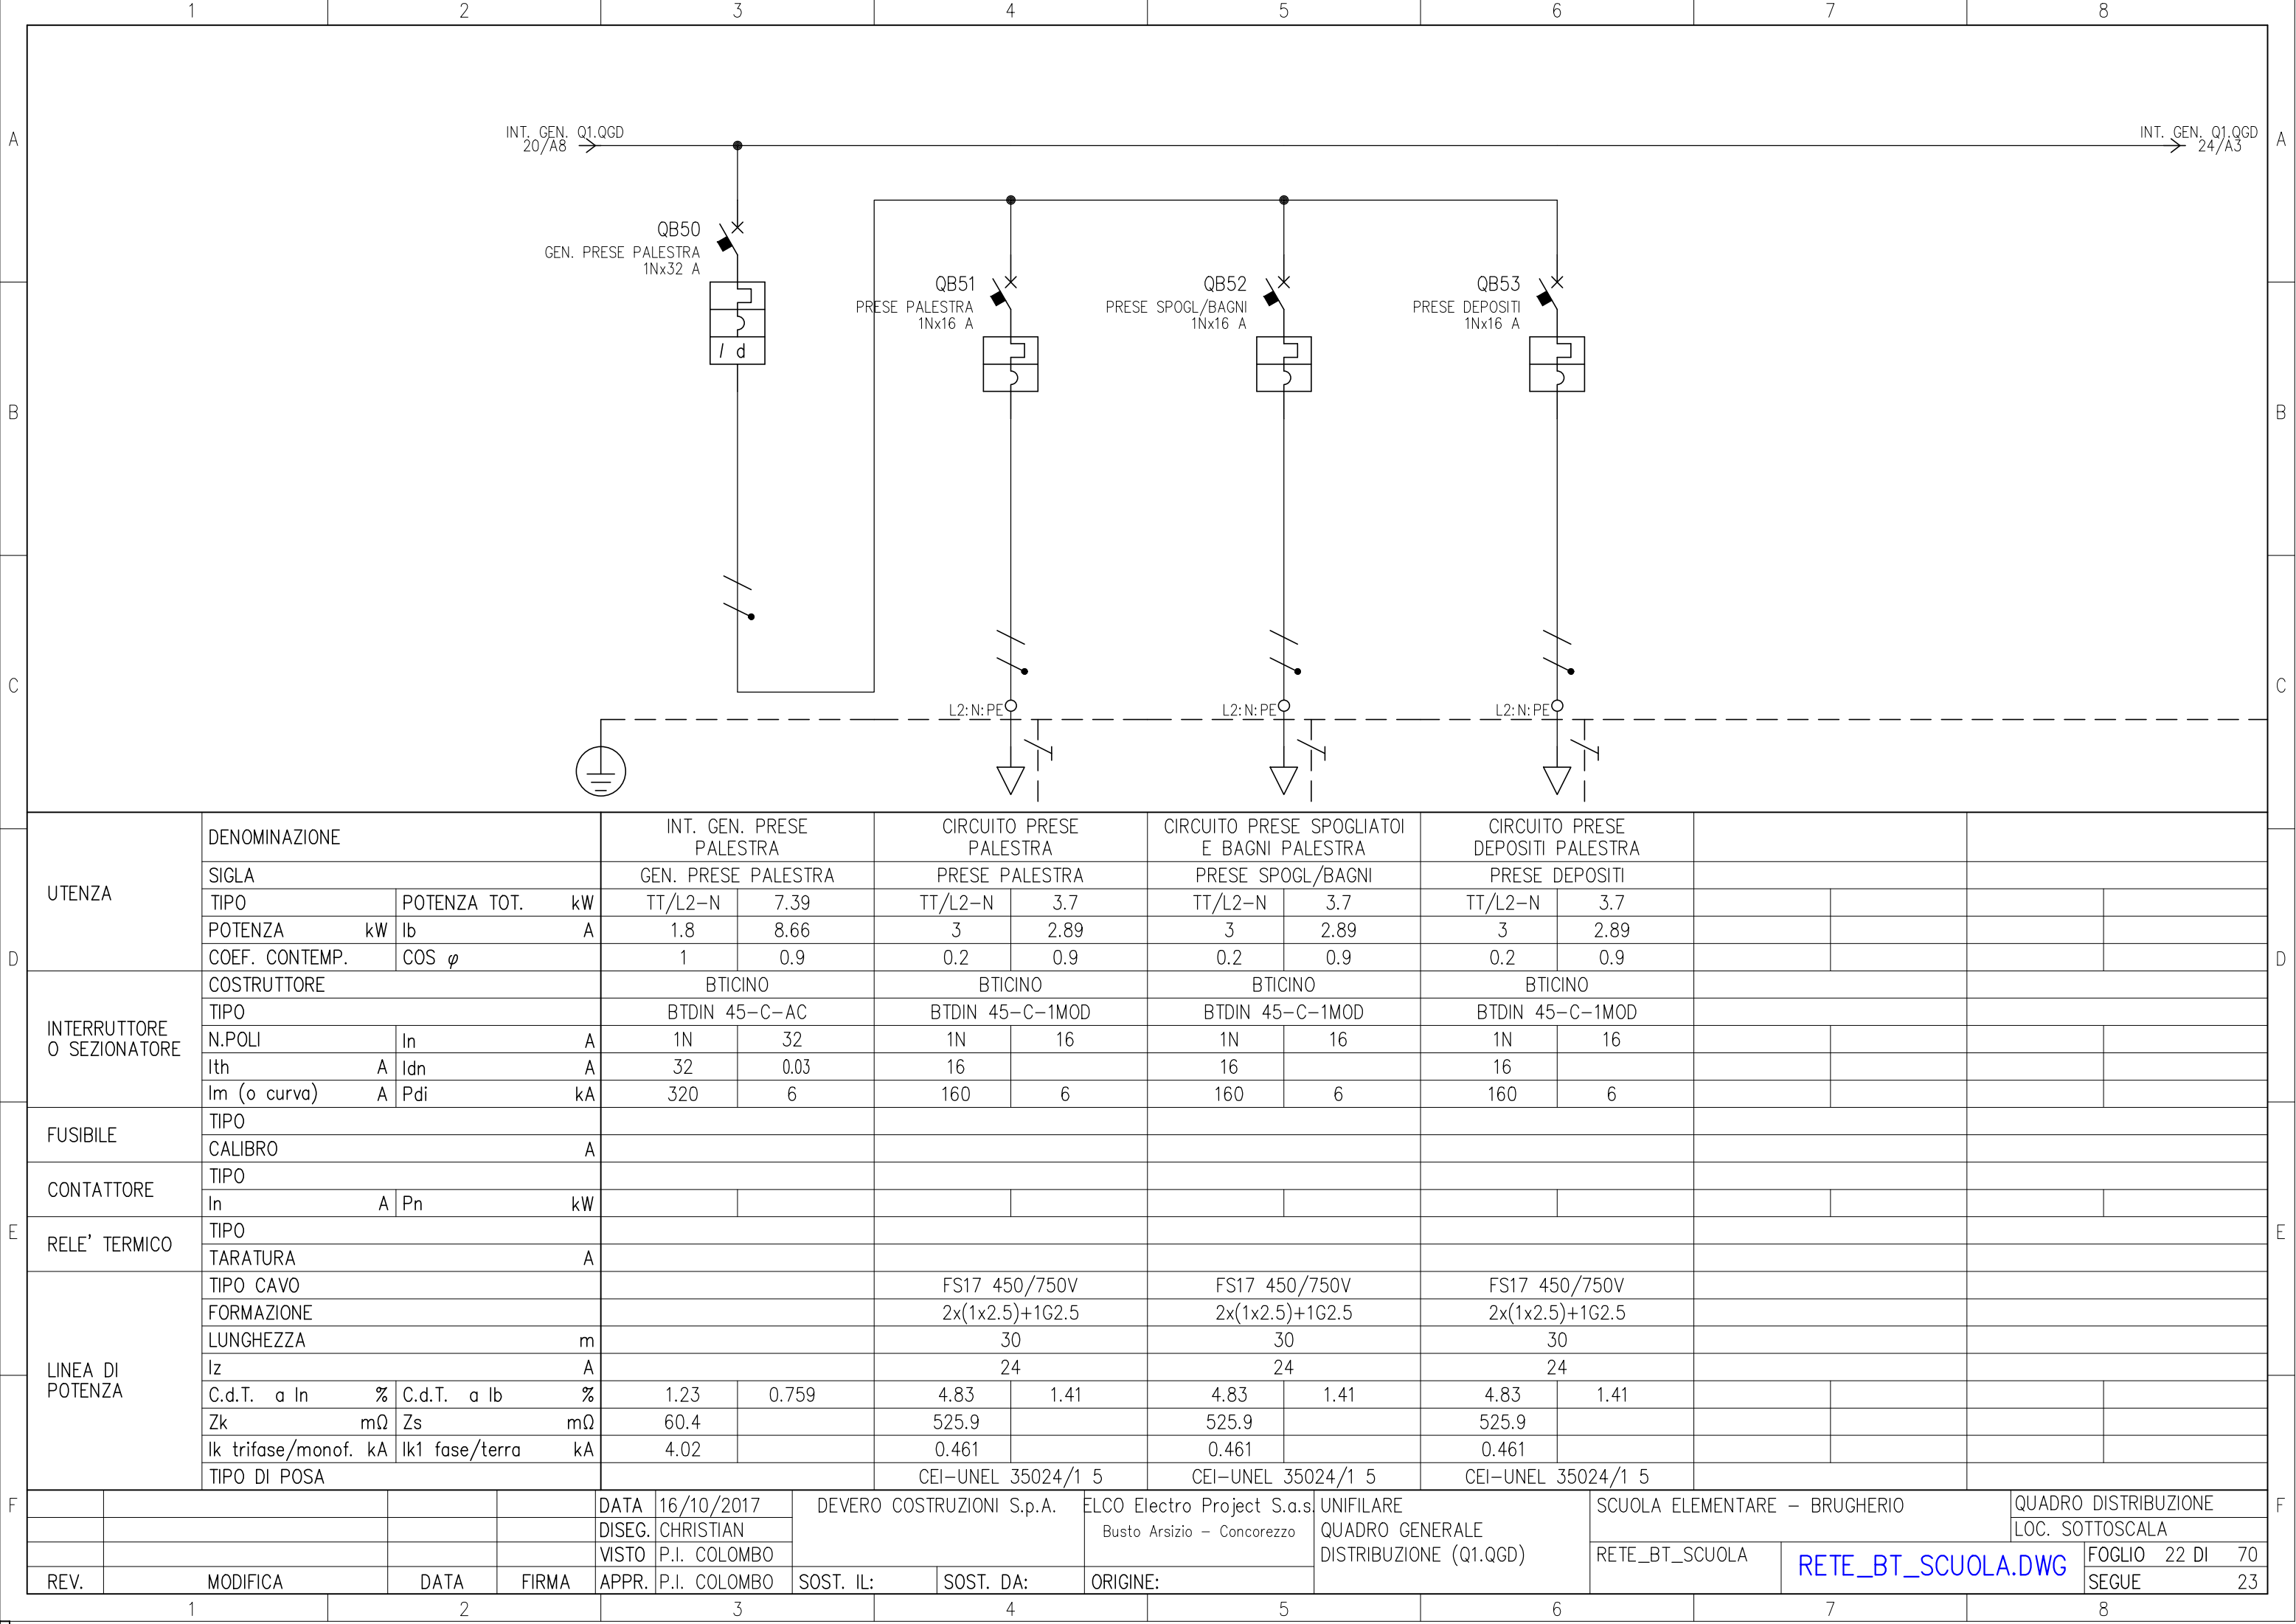 1 2 3 4 5 6 7 8
A
INT. GEN. Q1.QGD
20/A8
INT. GEN. Q1.QGD
24/A3
A
QB50
GEN. PRESE PALESTRA
1Nx32 A
I d
QB51
PRESE PALESTRA
1Nx16 A
QB52
PRESE SPOGL/BAGNI
1Nx16 A
QB53
PRESE DEPOSITI
1Nx16 A
B B
C C
L2:N:PE L2:N:PE L2:N:PE
UTENZA
DENOMINAZIONE INT. GEN. PRESE PALESTRA CIRCUITO PRESE PALESTRA CIRCUITO PRESE SPOGLIATOI E BAGNI PALESTRA CIRCUITO PRESE DEPOSITI PALESTRA
SIGLA GEN. PRESE PALESTRA PRESE PALESTRA PRESE SPOGL/BAGNI PRESE DEPOSITI
TIPO POTENZA TOT. kW TT/L2-N 7.39 TT/L2-N 3.7 TT/L2-N 3.7 TT/L2-N 3.7
POTENZA kW Ib A 1.8 8.66 3 2.89 3 2.89 3 2.89
D COEF. CONTEMP. COS φ 1 0.9 0.2 0.9 0.2 0.9 0.2 0.9 D
INTERRUTTORE
O SEZIONATORE
COSTRUTTORE BTICINO BTICINO BTICINO BTICINO
TIPO BTDIN 45-C-AC BTDIN 45-C-1MOD BTDIN 45-C-1MOD BTDIN 45-C-1MOD
N.POLI In A 1N 32 1N 16 1N 16 1N 16
Ith A Idn A 32 0.03 16 16 16
Im (o curva) A Pdi kA 320 6 160 6 160 6 160 6
FUSIBILE
TIPO
CALIBRO A
CONTATTORE
TIPO
In A Pn kW
E E
RELE' TERMICO
TIPO
TARATURA A
LINEA DI
POTENZA
TIPO CAVO FS17 450/750V FS17 450/750V FS17 450/750V
FORMAZIONE 2x(1x2.5)+1G2.5 2x(1x2.5)+1G2.5 2x(1x2.5)+1G2.5
LUNGHEZZA m 30 30 30
Iz A 24 24 24
C.d.T. a In % C.d.T. a Ib % 1.23 0.759 4.83 1.41 4.83 1.41 4.83 1.41
Zk mΩ Zs mΩ 60.4 525.9 525.9 525.9
Ik trifase/monof. kA Ik1 fase/terra kA 4.02 0.461 0.461 0.461
TIPO DI POSA CEI-UNEL 35024/1 5 CEI-UNEL 35024/1 5 CEI-UNEL 35024/1 5
F F
REV. MODIFICA DATA FIRMA
DATA 16/10/2017
DISEG. CHRISTIAN
VISTO P.I. COLOMBO
APPR. P.I. COLOMBO
DEVERO COSTRUZIONI S.p.A.
SOST. IL: SOST. DA: ORIGINE:
ELCO Electro Project S.a.s.
Busto Arsizio - Concorezzo
UNIFILARE
QUADRO GENERALE
DISTRIBUZIONE (Q1.QGD)
SCUOLA ELEMENTARE - BRUGHERIO
RETE_BT_SCUOLA
RETE_BT_SCUOLA.DWG
QUADRO DISTRIBUZIONE
LOC. SOTTOSCALA
FOGLIO 22 DI 70
SEGUE 23
1 2 3 4 5 6 7 8